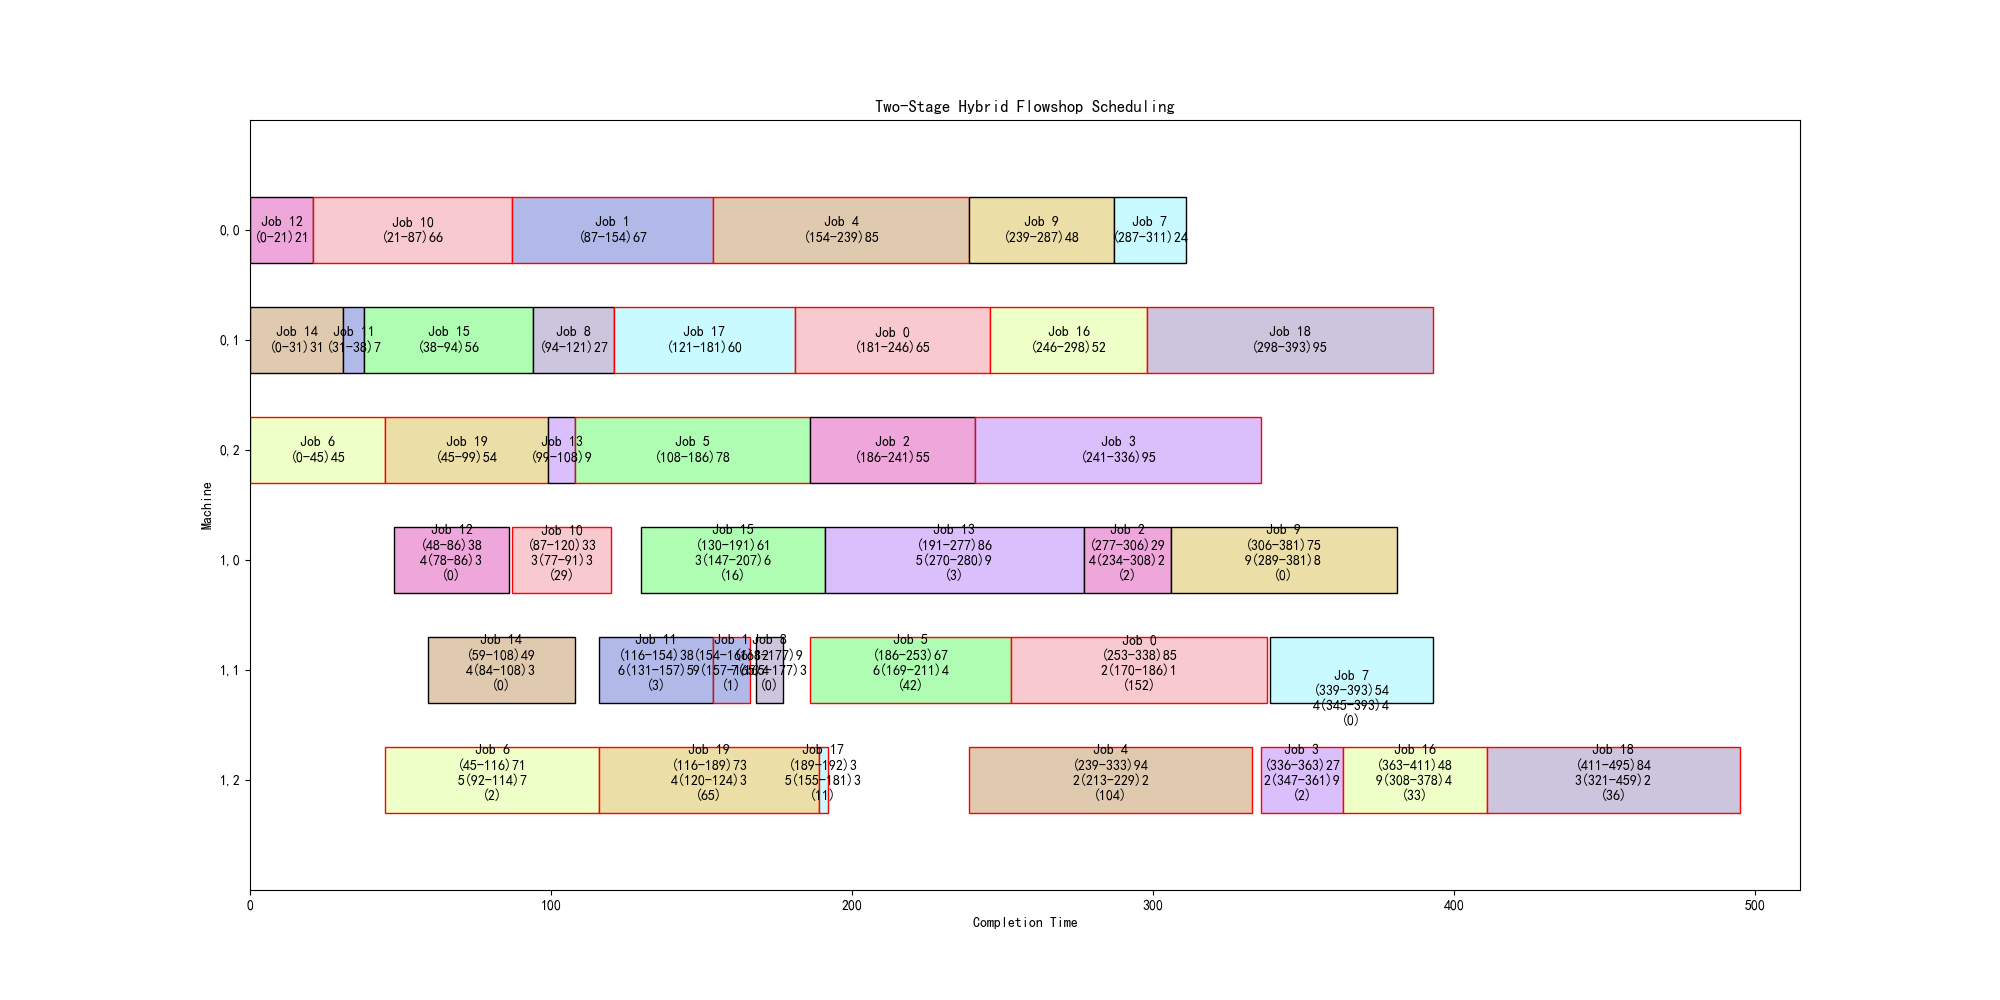 Two-Stage Hybrid Flowshop Scheduling
0,0
Job 12
(0-21)21
Job 10
(21-87)66
Job 1
(87-154)67
Job 4
(154-239)85
Job 9
(239-287)48
Job 7
(287-311)24
0,1
Job 14
(0-31)31
Job 11
(31-38)7
Job 15
(38-94)56
Job 8
(94-121)27
Job 17
(121-181)60
Job 0
(181-246)65
Job 16
(246-298)52
Job 18
(298-393)95
0,2
Job 6
(0-45)45
Job 19
(45-99)54
Job 13
(99-108)9
Job 5
(108-186)78
Job 2
(186-241)55
Job 3
(241-336)95
Machine
1,0
Job 12
(48-86)38
4(78-86)3
(0)
Job 10
(87-120)33
3(77-91)3
(29)
Job 15
(130-191)61
3(147-207)6
(16)
Job 13
(191-277)86
5(270-280)9
(3)
Job 2
(277-306)29
4(234-308)2
(2)
Job 9
(306-381)75
9(289-381)8
(0)
1,1
Job 14
(59-108)49
4(84-108)3
(0)
Job 11
(116-154)38
6(131-157)5
(3)
Job 1
(154-166)12
(1)
Job 8
(168-177)9
(0)
Job 5
(186-253)67
6(169-211)4
(42)
Job 0
(253-338)85
2(170-186)1
(152)
Job 7
(339-393)54
4(345-393)4
(0)
1,2
Job 6
(45-116)71
5(92-114)7
(2)
Job 19
(116-189)73
4(120-124)3
(65)
Job 17
(189-192)3
5(155-181)3
(11)
Job 4
(239-333)94
2(213-229)2
(104)
Job 3
(336-363)27
2(347-361)9
(2)
Job 16
(363-411)48
9(308-378)4
(33)
Job 18
(411-495)84
3(321-459)2
(36)
0
100
200
300
400
500
Completion Time